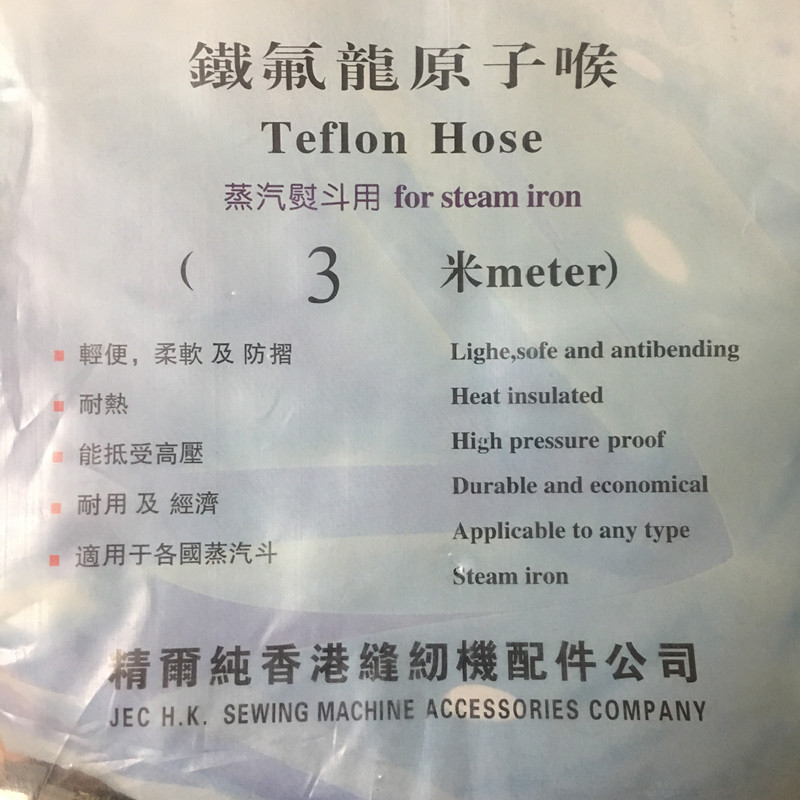 鐵氟龍原子喉
Teflon Hose
蒸汽熨斗用 for steam iron
( 3 米meter)
▪ 輕便，柔軟 及 防摺
▪ 耐熱
▪ 能抵受高壓
▪ 耐用 及 經濟
▪ 適用于各國蒸汽斗
Lighe,sofe and antibending
Heat insulated
High pressure proof
Durable and economical
Applicable to any type
Steam iron
精爾純香港縫紉機配件公司
JEC H.K. SEWING MACHINE ACCESSORIES COMPANY